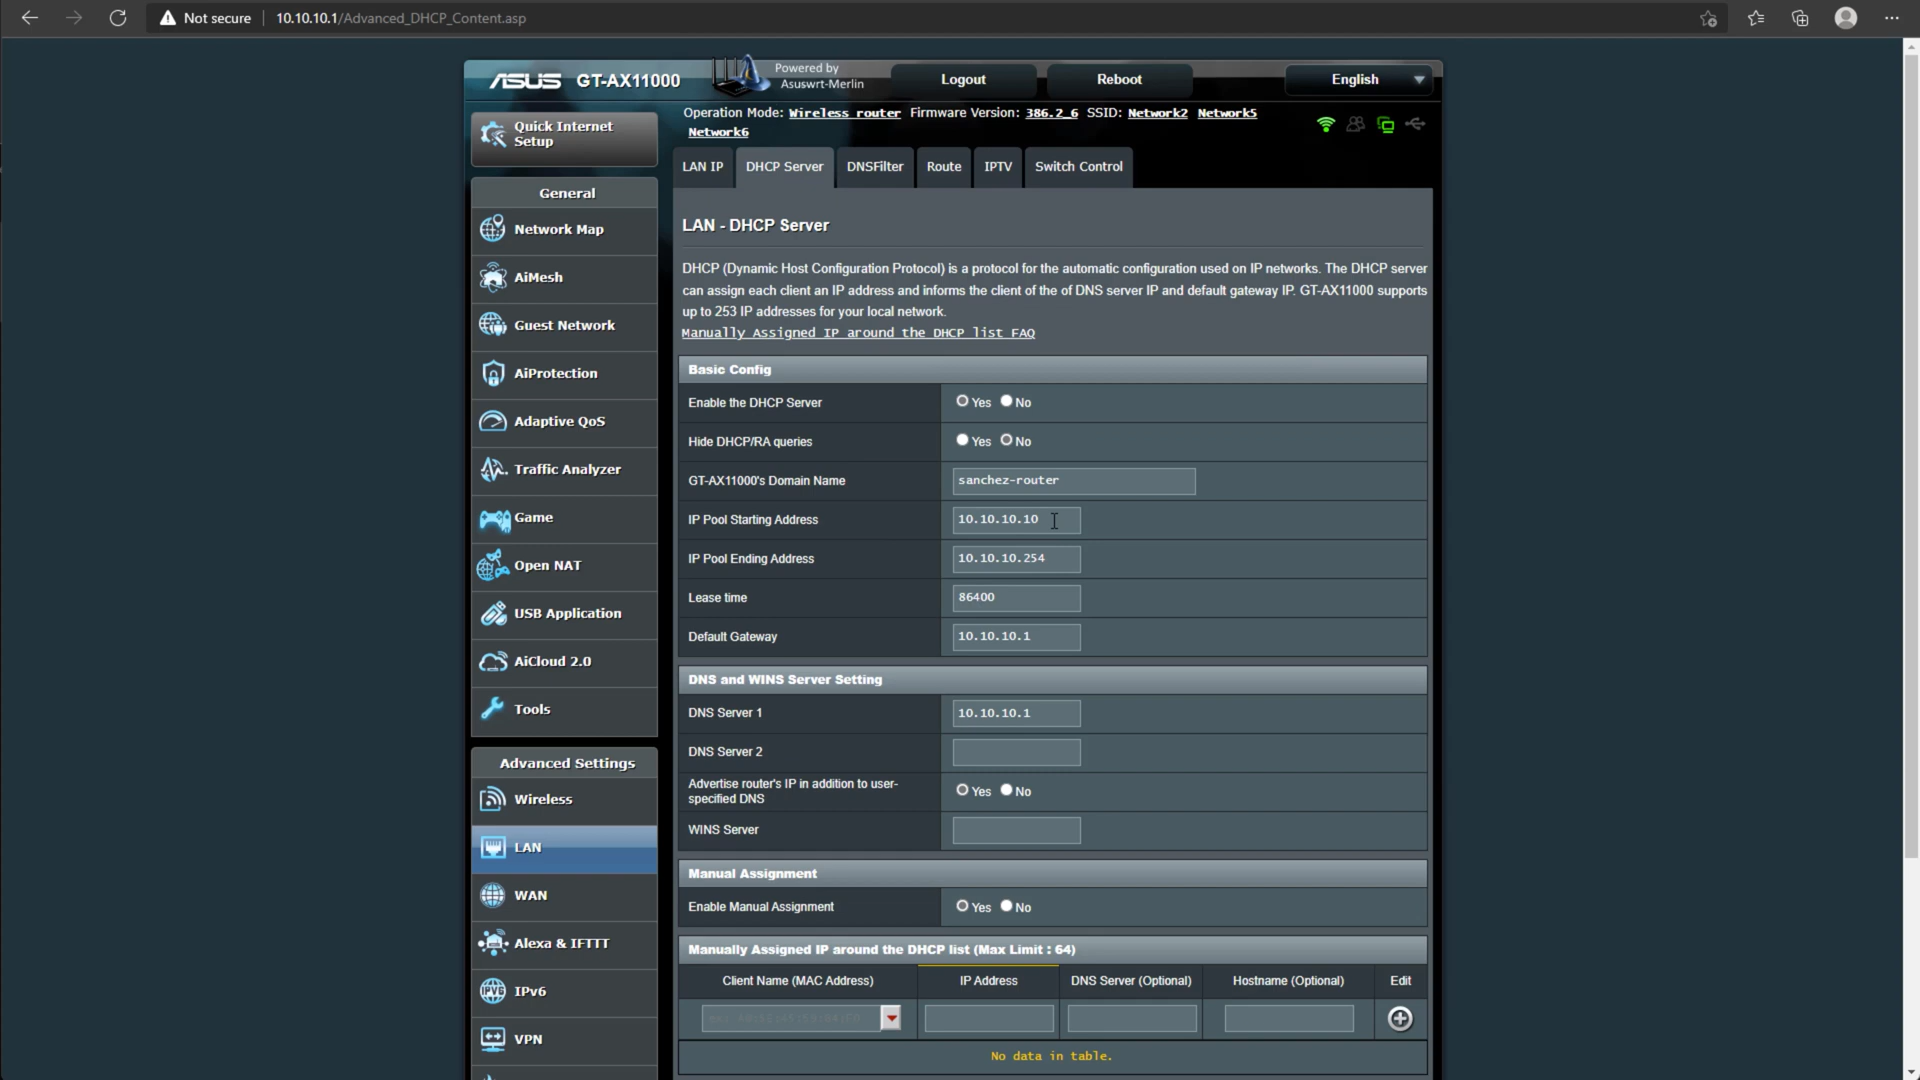 Not secure 10.10.10.1/Advanced_DHCP_Content.asp
ASUS GT-AX11000
Powered by
Asuswrt-Merlin
Logout
Reboot
English
Operation Mode: Wireless router Firmware Version: 386.2_6 SSID: Network2 Network5
Network6
Quick Internet
Setup
General
Network Map
AiMesh
Guest Network
AiProtection
Adaptive QoS
Traffic Analyzer
Game
Open NAT
USB Application
AiCloud 2.0
Tools
Advanced Settings
Wireless
LAN
WAN
Alexa & IFTTT
IPv6
VPN
LAN IP
DHCP Server
DNSFilter
Route
IPTV
Switch Control
LAN - DHCP Server
DHCP (Dynamic Host Configuration Protocol) is a protocol for the automatic configuration used on IP networks. The DHCP server
can assign each client an IP address and informs the client of the of DNS server IP and default gateway IP. GT-AX11000 supports
up to 253 IP addresses for your local network.
Manually Assigned IP around the DHCP list FAQ
Basic Config
Enable the DHCP Server Yes No
Hide DHCP/RA queries Yes No
GT-AX11000's Domain Name sanchez-router
IP Pool Starting Address 10.10.10.10
IP Pool Ending Address 10.10.10.254
Lease time 86400
Default Gateway 10.10.10.1
DNS and WINS Server Setting
DNS Server 1 10.10.10.1
DNS Server 2
Advertise router's IP in addition to user-
specified DNS Yes No
WINS Server
Manual Assignment
Enable Manual Assignment Yes No
Manually Assigned IP around the DHCP list (Max Limit : 64)
Client Name (MAC Address) IP Address DNS Server (Optional) Hostname (Optional) Edit
No data in table.